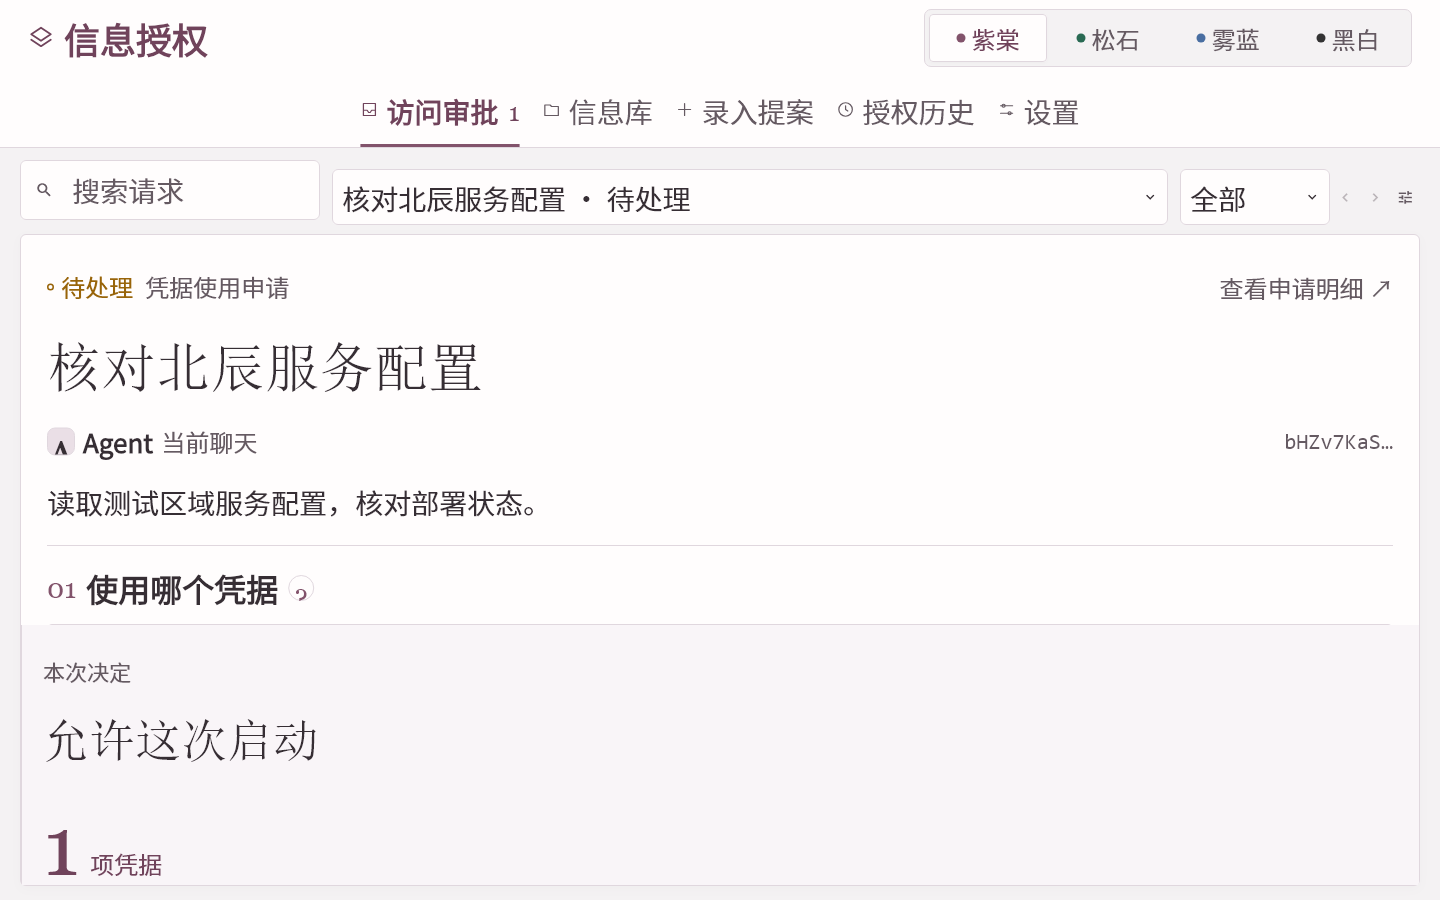 信息授权
紫棠 松石 雾蓝 黑白
访问审批 1 信息库 录入提案 授权历史 设置
搜索请求 核对北辰服务配置 · 待处理 全部
待处理 凭据使用申请 查看申请明细 ↗
核对北辰服务配置
Agent 当前聊天 bHZv7KaS…
读取测试区域服务配置，核对部署状态。
01 使用哪个凭据 ?
本次决定
允许这次启动
1 项凭据